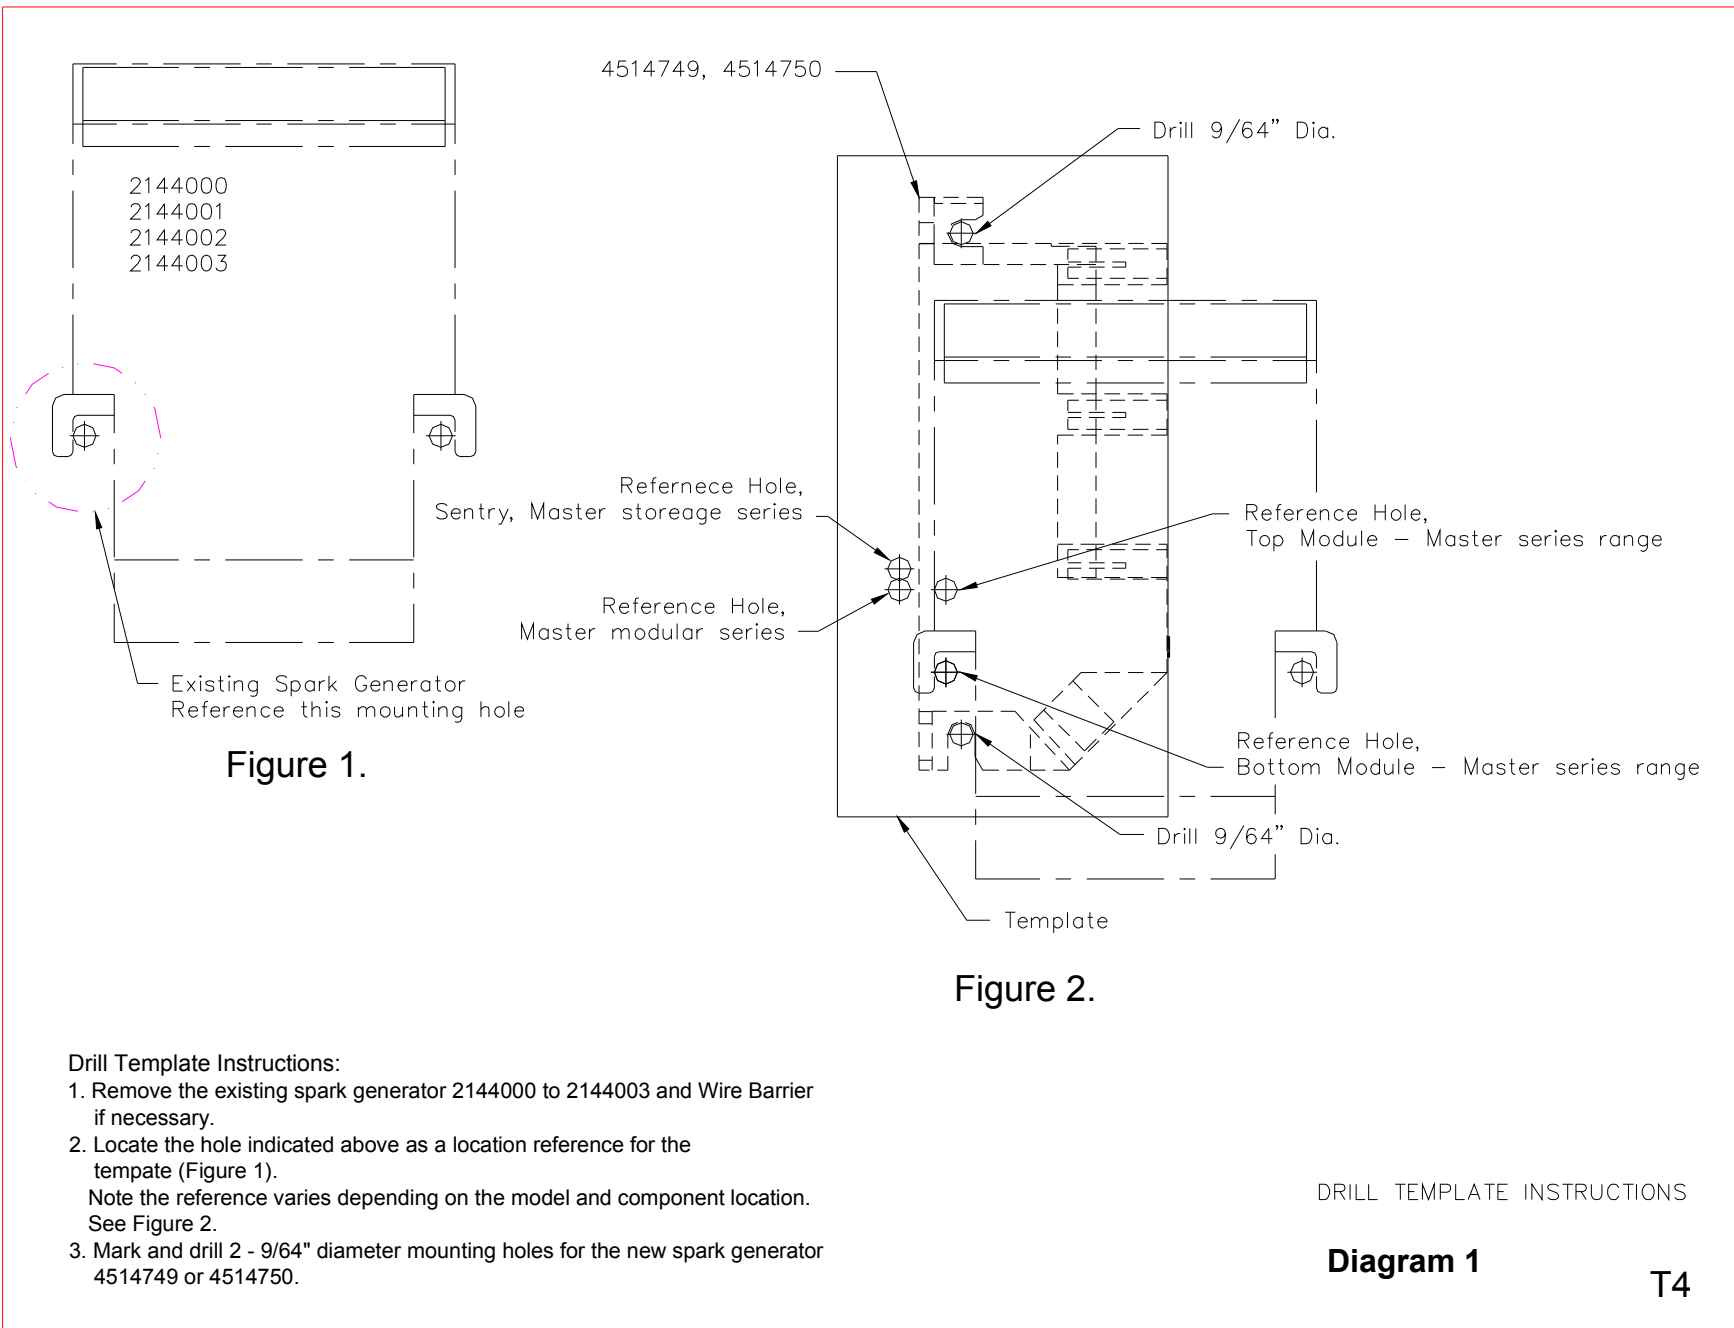 4514749, 4514750
Drill 9/64” Dia.
2144000
2144001
2144002
2144003
Refernece Hole,
Sentry, Master storeage series
Reference Hole,
Top Module – Master series range
Reference Hole,
Master modular series
Existing Spark Generator
Reference this mounting hole
Figure 1.
Reference Hole,
Bottom Module – Master series range
Drill 9/64” Dia.
Template
Figure 2.
Drill Template Instructions:
1. Remove the existing spark generator 2144000 to 2144003 and Wire Barrier
if necessary.
2. Locate the hole indicated above as a location reference for the
tempate (Figure 1).
Note the reference varies depending on the model and component location.
See Figure 2.
3. Mark and drill 2 - 9/64" diameter mounting holes for the new spark generator
4514749 or 4514750.
DRILL TEMPLATE INSTRUCTIONS
Diagram 1
T4